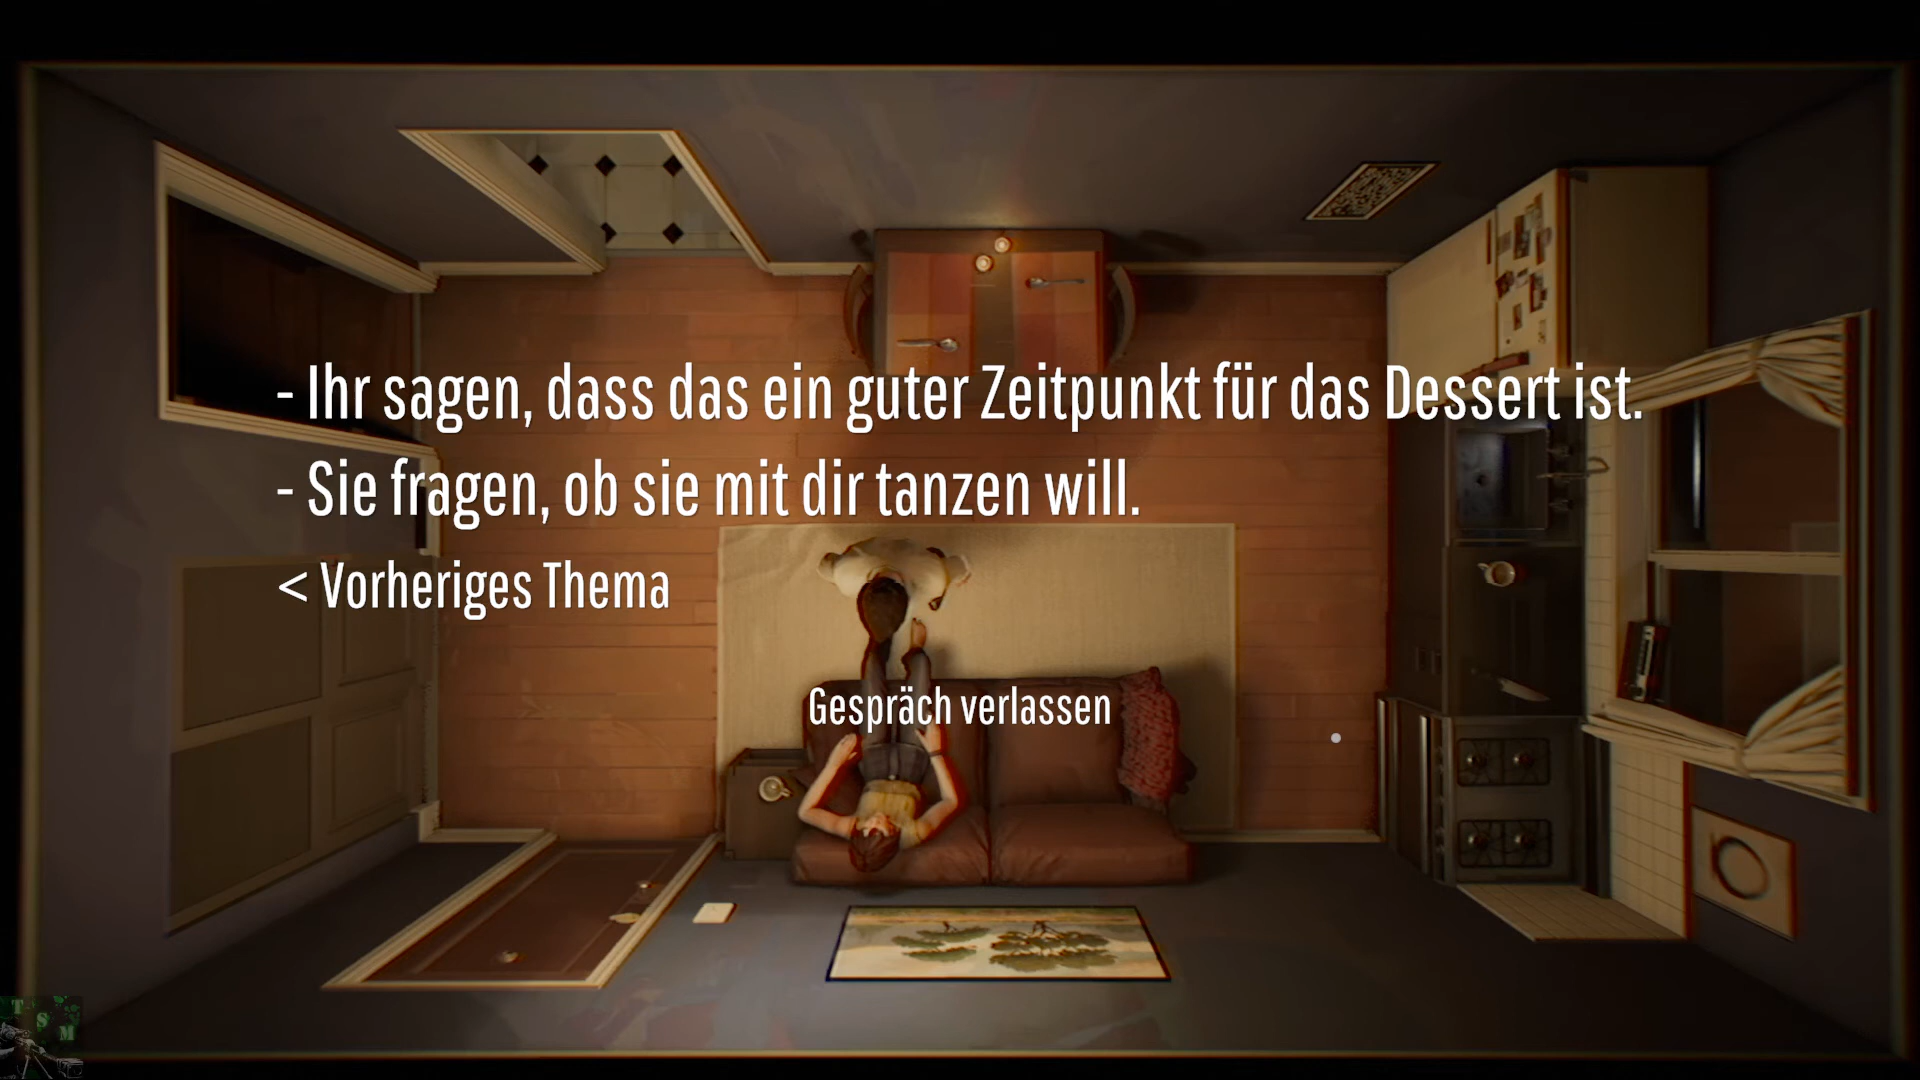 - Ihr sagen, dass das ein guter Zeitpunkt für das Dessert ist.
- Sie fragen, ob sie mit dir tanzen will.
< Vorheriges Thema
Gespräch verlassen
T S M